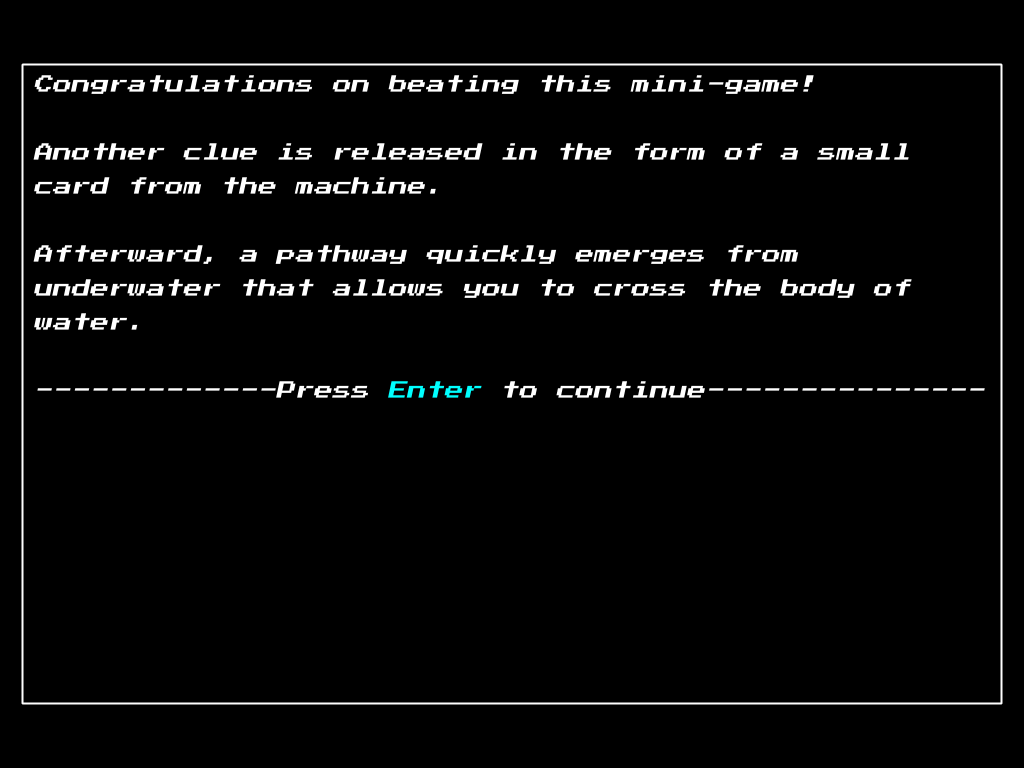 Congratulations on beating this mini-game!
Another clue is released in the form of a small
card from the machine.
Afterward, a pathway quickly emerges from
underwater that allows you to cross the body of
water.
-------------Press Enter to continue---------------